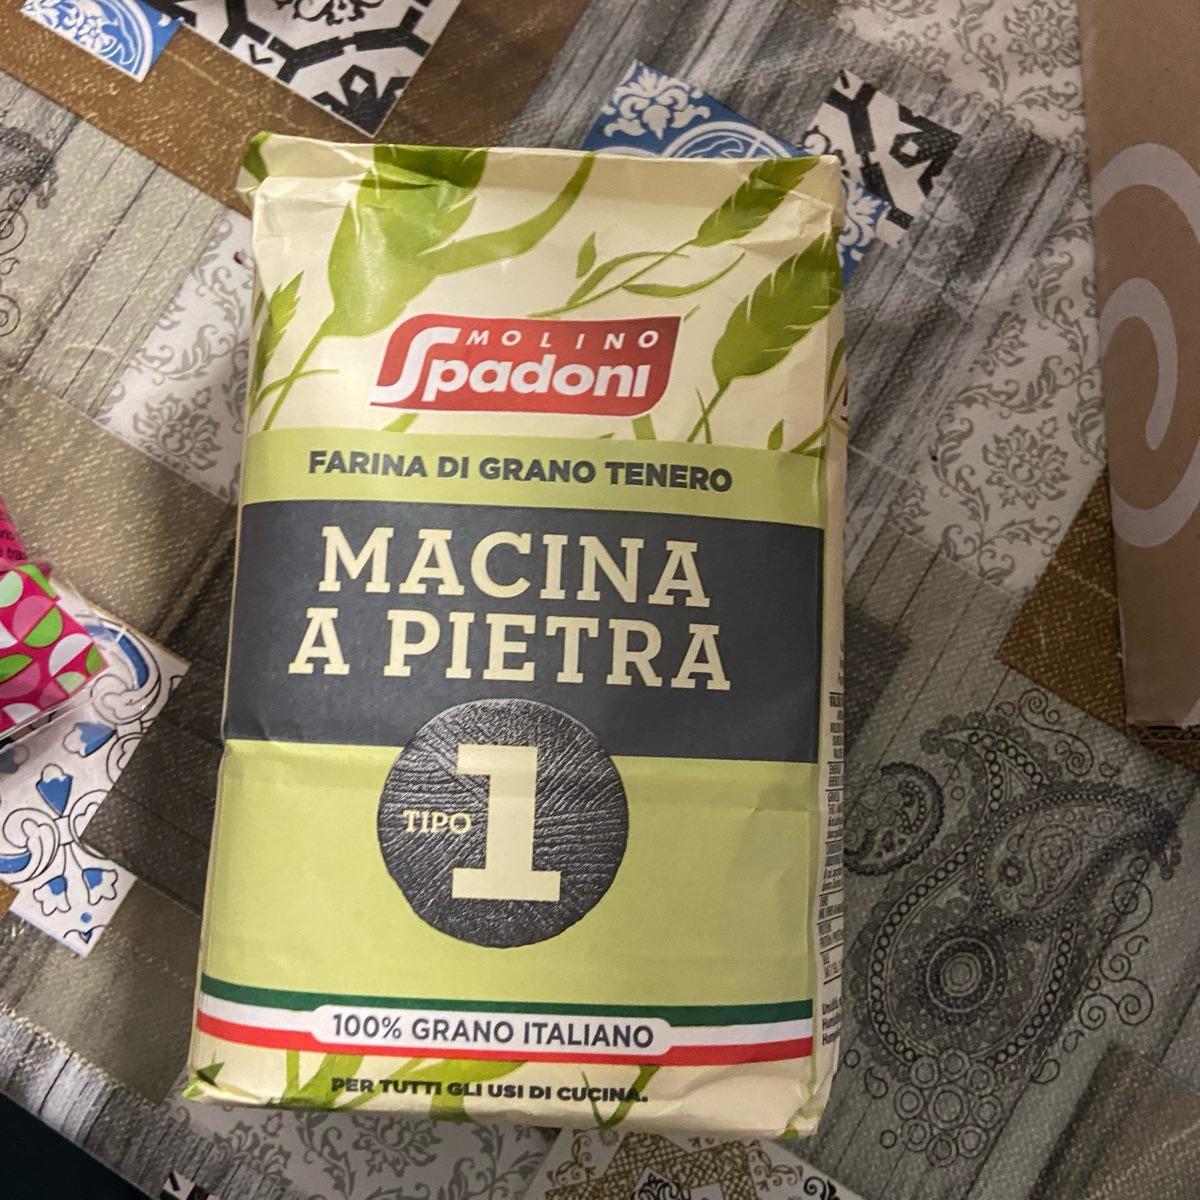 MOLINO
Spadoni
FARINA DI GRANO TENERO
MACINA
A PIETRA
TIPO 1
100% GRANO ITALIANO
PER TUTTI GLI USI DI CUCINA.